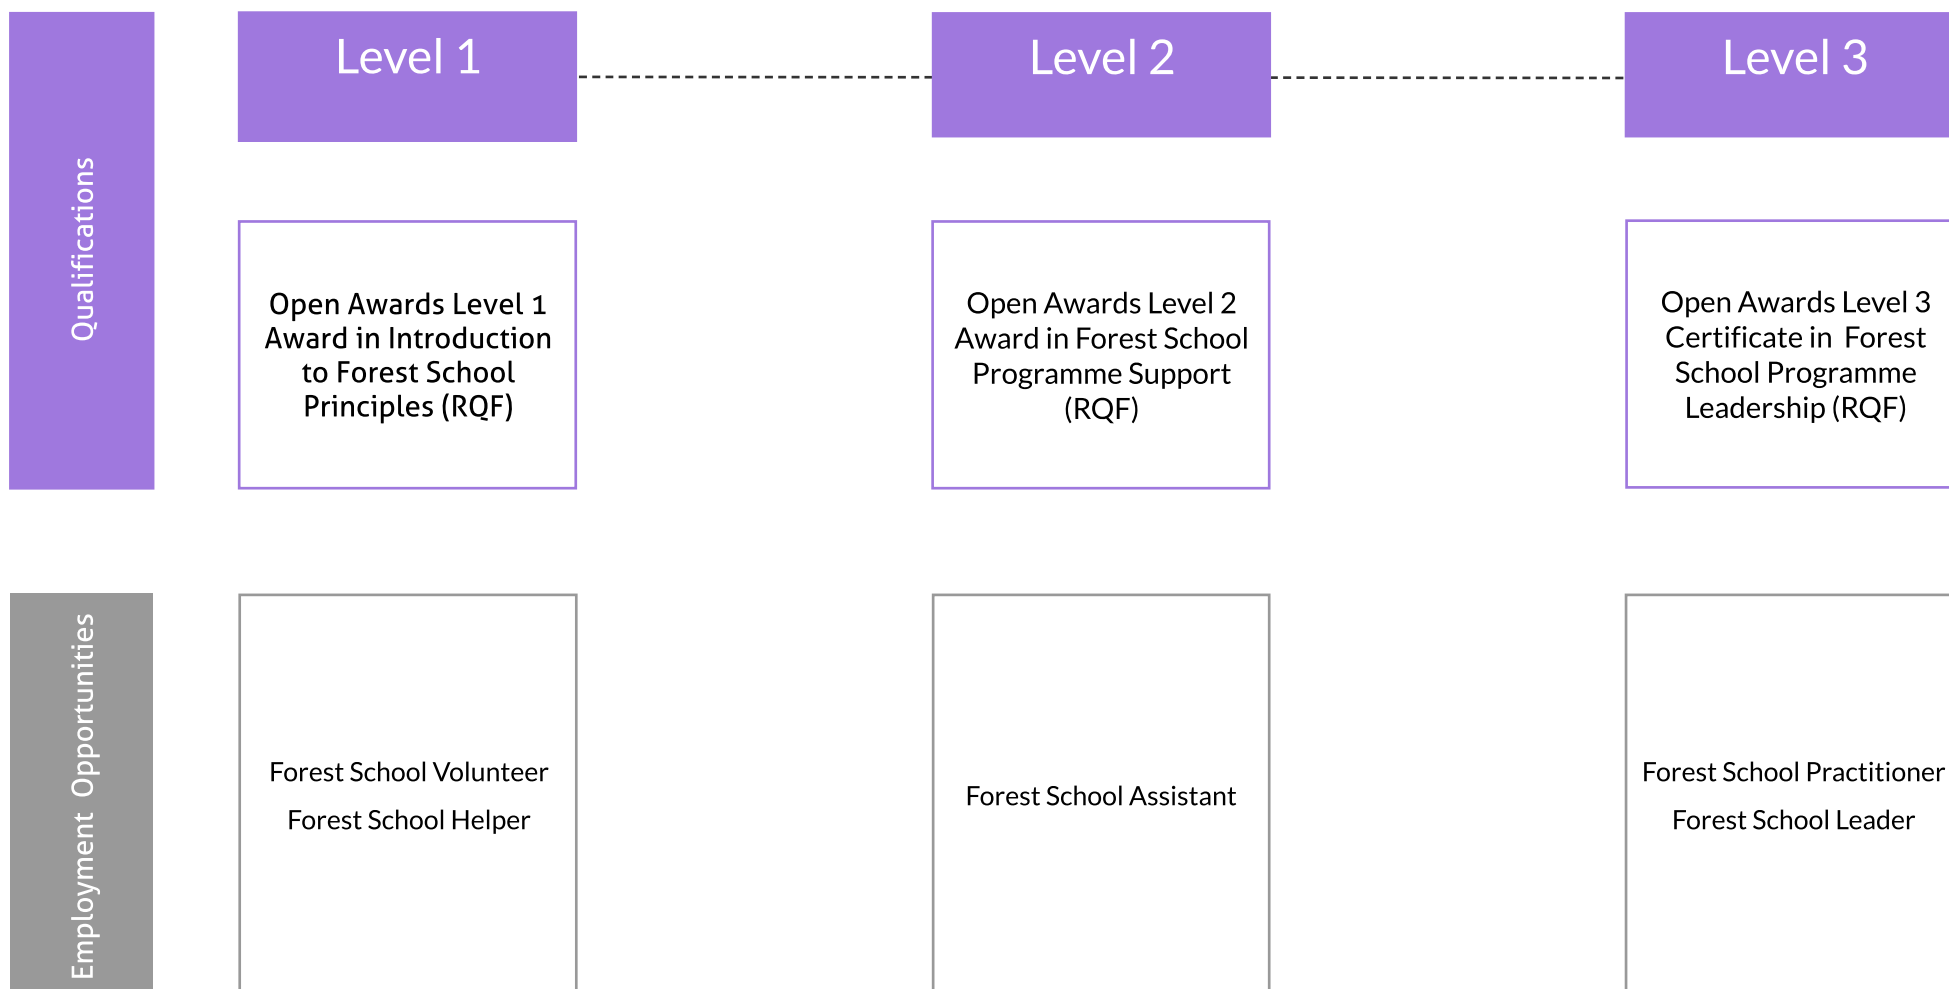 Qualifications
Level 1
Level 2
Level 3
Open Awards Level 1
Award in Introduction
to Forest School
Principles (RQF)
Open Awards Level 2
Award in Forest School
Programme Support
(RQF)
Open Awards Level 3
Certificate in  Forest
School Programme
Leadership (RQF)
Employment  Opportunities
Forest School Volunteer
Forest School Helper
Forest School Assistant
Forest School Practitioner
Forest School Leader